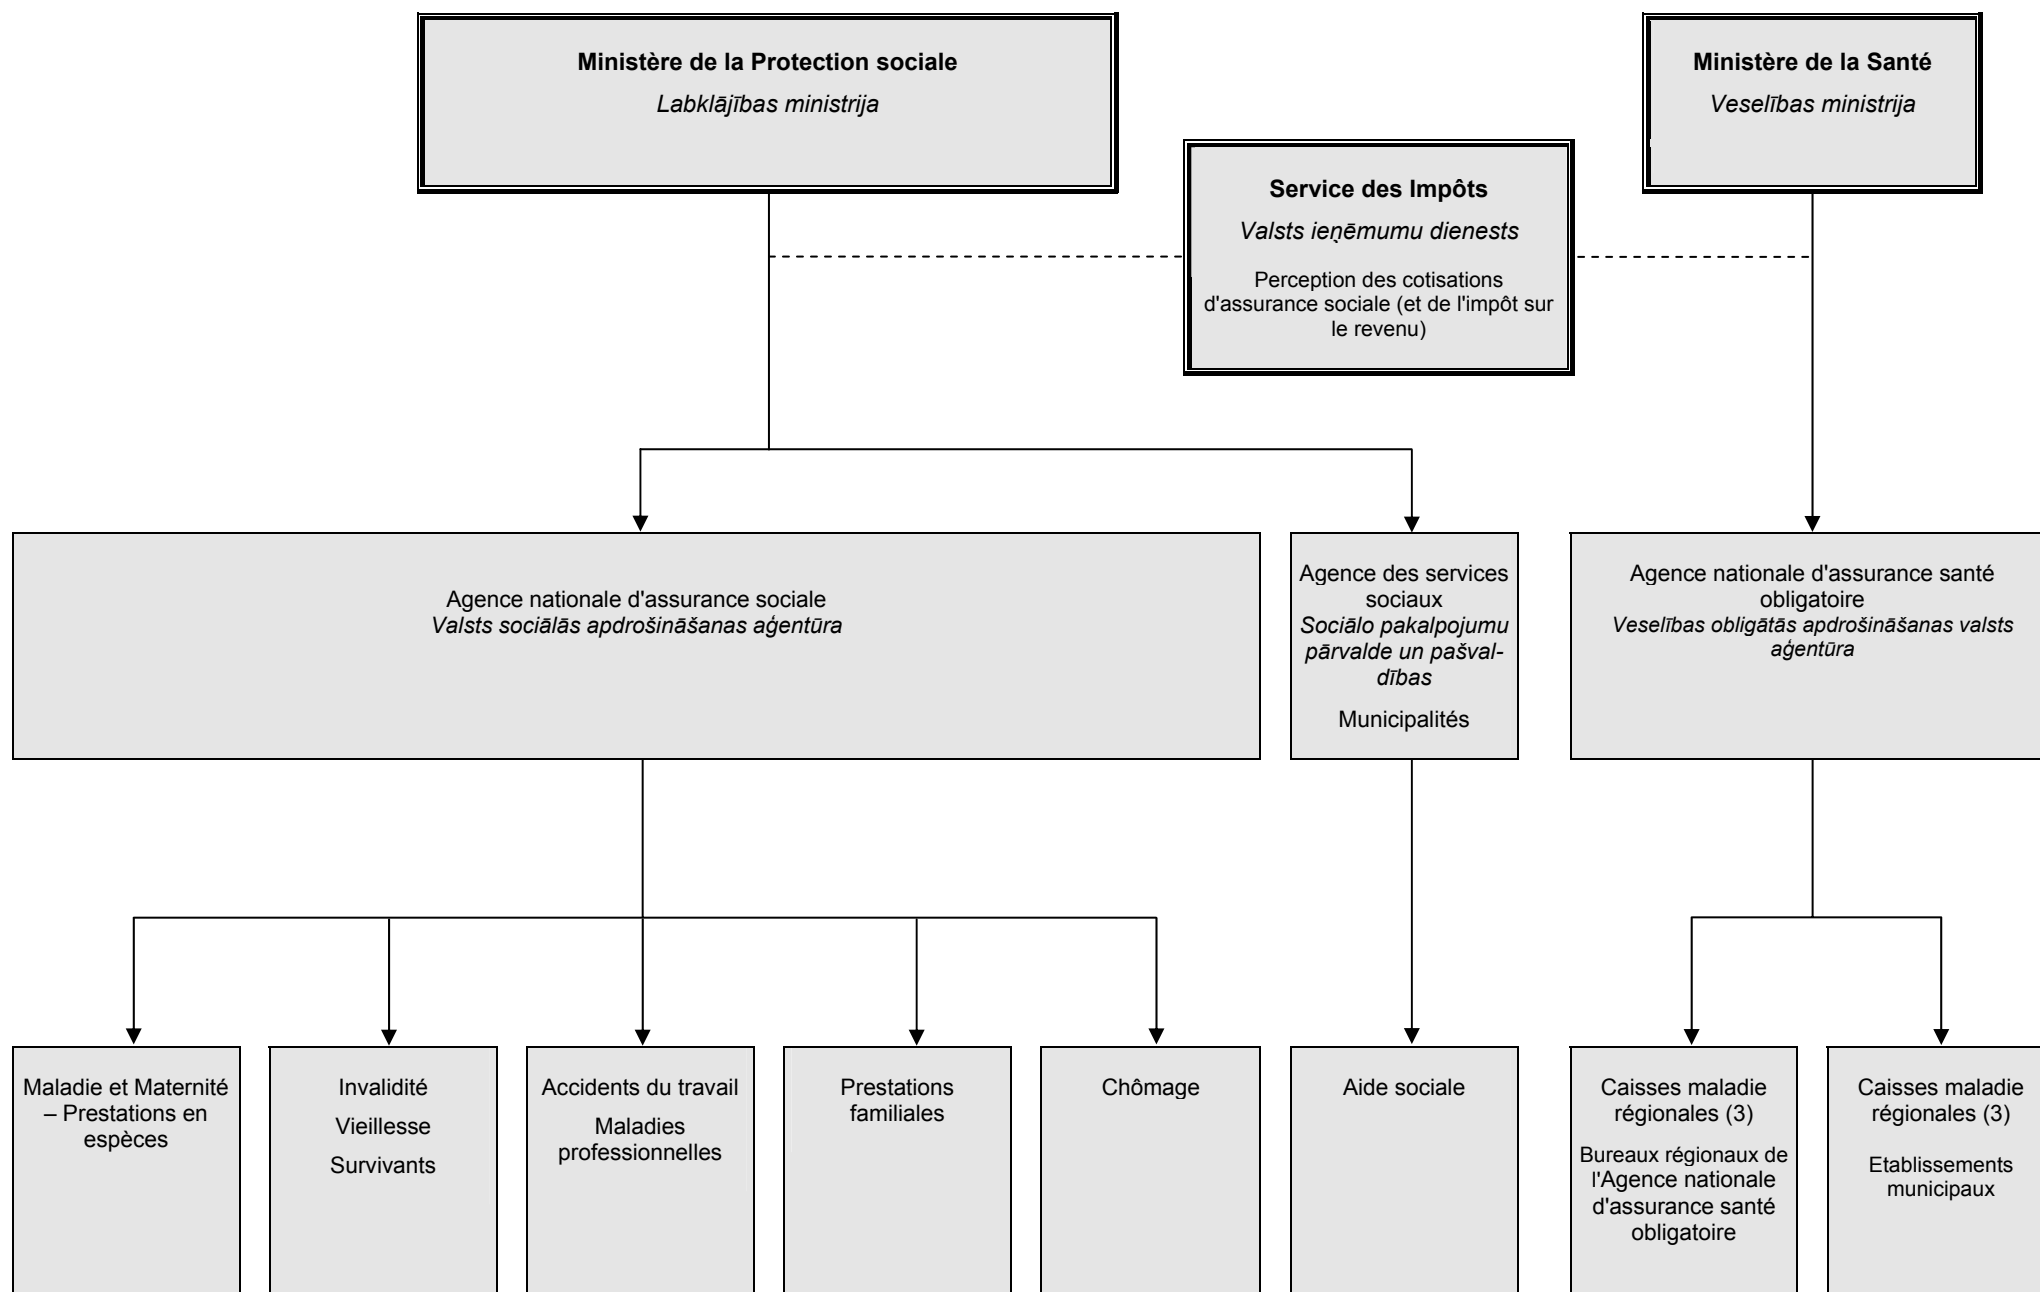 Ministère de la Protection sociale
Labklājības ministrija
Ministère de la Santé
Veselības ministrija
Service des Impôts
Valsts ieņēmumu dienests
Perception des cotisations
d'assurance sociale (et de l'impôt sur
le revenu)
Agence nationale d'assurance sociale
Valsts sociālās apdrošināšanas aģentūra
Agence des services
sociaux
Sociālo pakalpojumu
pārvalde un pašval-
dības
Municipalités
Agence nationale d'assurance santé
obligatoire
Veselības obligātās apdrošināšanas valsts
aģentūra
Maladie et Maternité
– Prestations en
espèces
Invalidité
Vieillesse
Survivants
Accidents du travail
Maladies
professionnelles
Prestations
familiales
Chômage
Aide sociale
Caisses maladie
régionales (3)
Bureaux régionaux de
l'Agence nationale
d'assurance santé
obligatoire
Caisses maladie
régionales (3)
Etablissements
municipaux